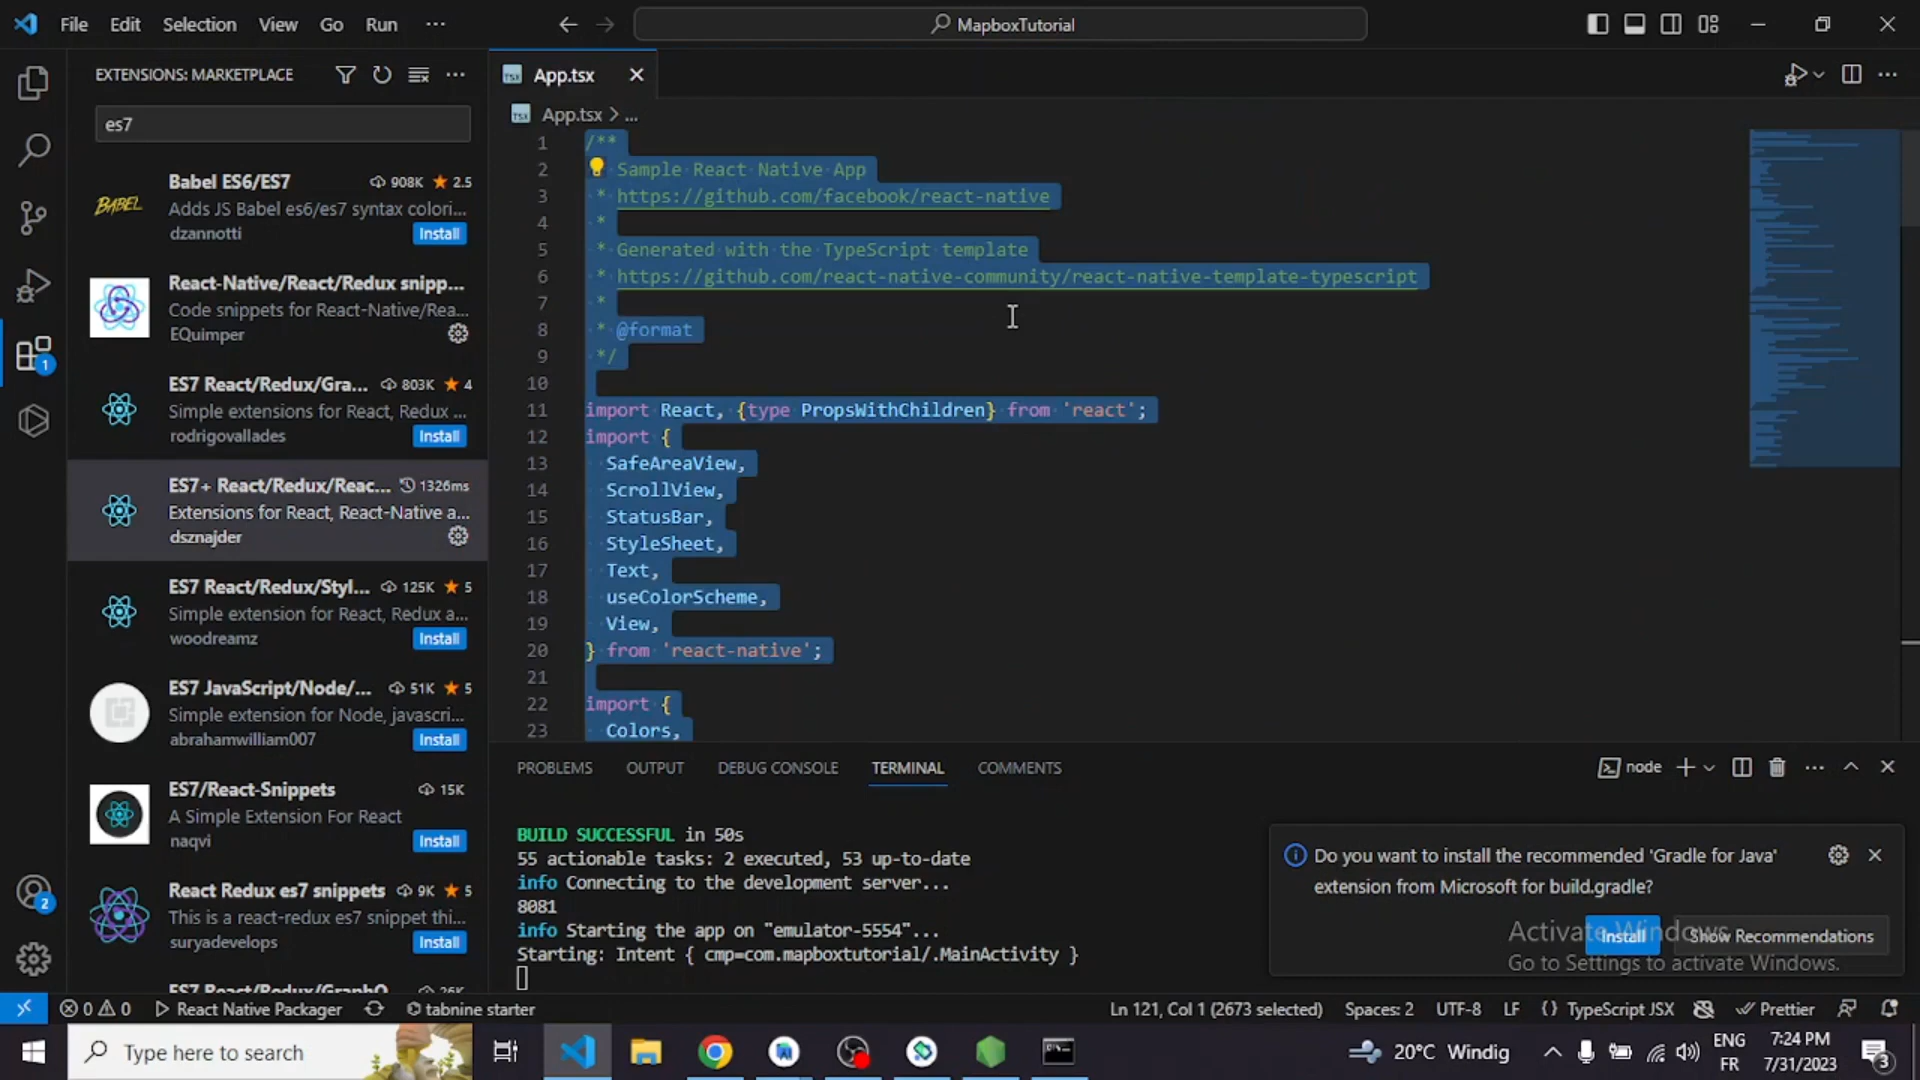 File Edit Selection View Go Run ...
MapboxTutorial
EXTENSIONS: MARKETPLACE
es7
Babel ES6/ES7 908K 2.5
Adds JS Babel es6/es7 syntax colori...
dzannotti Install
React-Native/React/Redux snipp...
Code snippets for React-Native/Rea...
EQuimper
ES7 React/Redux/Gra... 803K 4
Simple extensions for React, Redux ...
rodrigovallades Install
ES7+ React/Redux/Reac... 1326ms
Extensions for React, React-Native a...
dsznajder
ES7 React/Redux/Styl... 125K 5
Simple extension for React, Redux a...
woodreamz Install
ES7 JavaScript/Node/... 51K 5
Simple extension for Node, javascri...
abrahamwilliam007 Install
ES7/React-Snippets 15K
A Simple Extension For React
naqvi Install
React Redux es7 snippets 9K 5
This is a react-redux es7 snippet thi...
suryadevelops Install
ES7 React/Redux/GraphQ... 26K
BABEL
1
2
TSX App.tsx
TSX App.tsx > ...
1 /**
2 Sample React Native App
3 * https://github.com/facebook/react-native
4 *
5 * Generated with the TypeScript template
6 * https://github.com/react-native-community/react-native-template-typescript
7 *
8 * @format
9 */
10
11 import React, {type PropsWithChildren} from 'react';
12 import {
13 SafeAreaView,
14 ScrollView,
15 StatusBar,
16 StyleSheet,
17 Text,
18 useColorScheme,
19 View,
20 } from 'react-native';
21
22 import {
23 Colors,
PROBLEMS OUTPUT DEBUG CONSOLE TERMINAL COMMENTS
node
BUILD SUCCESSFUL in 50s
55 actionable tasks: 2 executed, 53 up-to-date
info Connecting to the development server...
8081
info Starting the app on "emulator-5554"...
Starting: Intent { cmp=com.mapboxtutorial/.MainActivity }
Do you want to install the recommended 'Gradle for Java'
extension from Microsoft for build.gradle?
Install Show Recommendations
Activate Windows
Go to Settings to activate Windows.
0 0 React Native Packager tabnine starter
Ln 121, Col 1 (2673 selected) Spaces: 2 UTF-8 LF {} TypeScript JSX Prettier
Type here to search
20°C Windig
ENG
FR
7:24 PM
7/31/2023
3